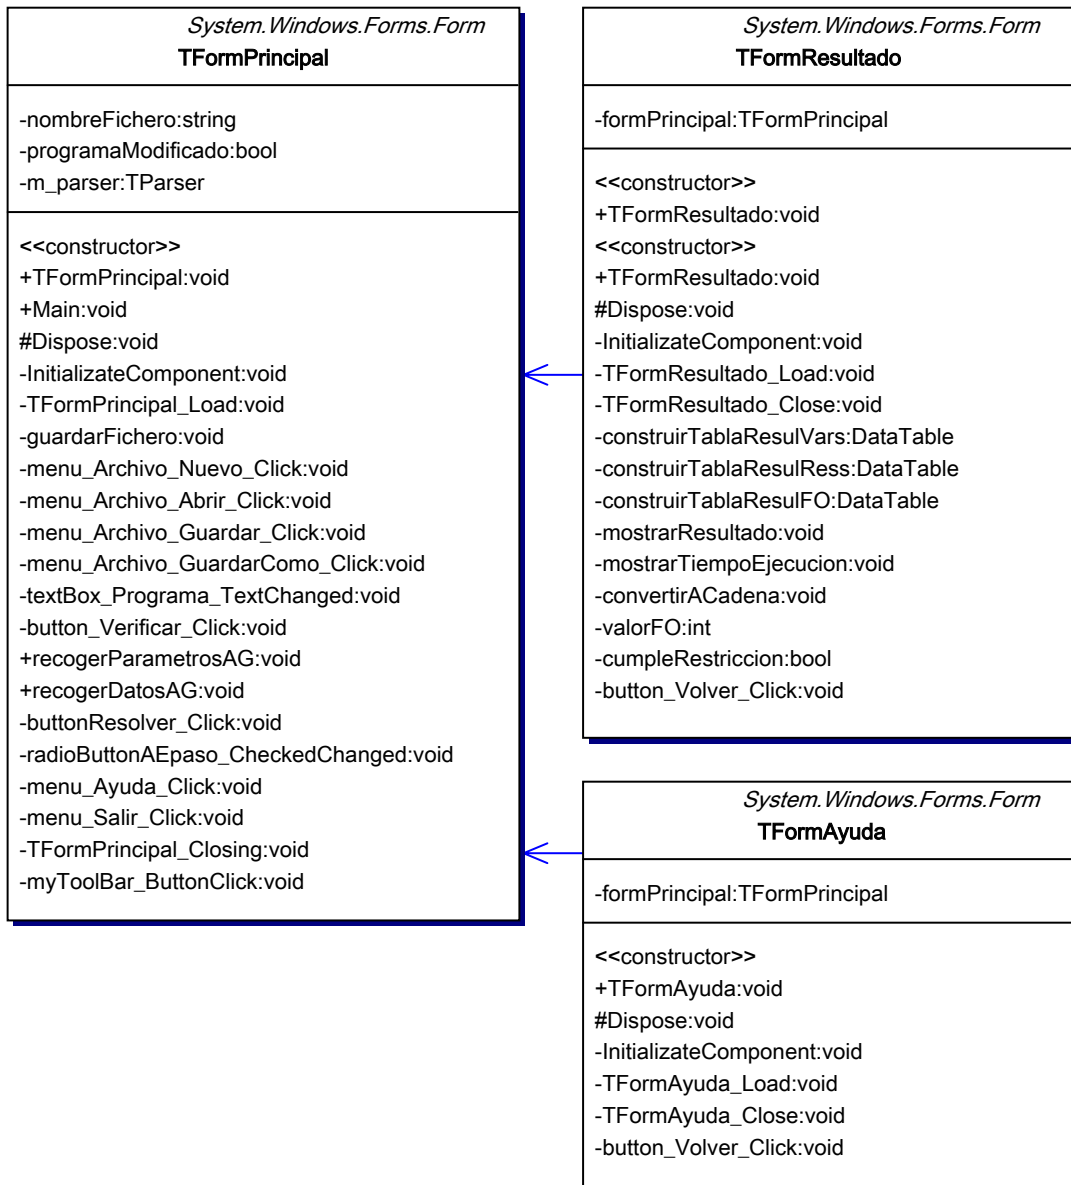 System.Windows.Forms.Form
TFormPrincipal
-nombreFichero:string
-programaModificado:bool
-m_parser:TParser
<<constructor>>
+TFormPrincipal:void
+Main:void
#Dispose:void
-InitializateComponent:void
-TFormPrincipal_Load:void
-guardarFichero:void
-menu_Archivo_Nuevo_Click:void
-menu_Archivo_Abrir_Click:void
-menu_Archivo_Guardar_Click:void
-menu_Archivo_GuardarComo_Click:void
-textBox_Programa_TextChanged:void
-button_Verificar_Click:void
+recogerParametrosAG:void
+recogerDatosAG:void
-buttonResolver_Click:void
-radioButtonAEpaso_CheckedChanged:void
-menu_Ayuda_Click:void
-menu_Salir_Click:void
-TFormPrincipal_Closing:void
-myToolBar_ButtonClick:void
System.Windows.Forms.Form
TFormResultado
-formPrincipal:TFormPrincipal
<<constructor>>
+TFormResultado:void
<<constructor>>
+TFormResultado:void
#Dispose:void
-InitializateComponent:void
-TFormResultado_Load:void
-TFormResultado_Close:void
-construirTablaResulVars:DataTable
-construirTablaResulRess:DataTable
-construirTablaResulFO:DataTable
-mostrarResultado:void
-mostrarTiempoEjecucion:void
-convertirACadena:void
-valorFO:int
-cumpleRestriccion:bool
-button_Volver_Click:void
System.Windows.Forms.Form
TFormAyuda
-formPrincipal:TFormPrincipal
<<constructor>>
+TFormAyuda:void
#Dispose:void
-InitializateComponent:void
-TFormAyuda_Load:void
-TFormAyuda_Close:void
-button_Volver_Click:void